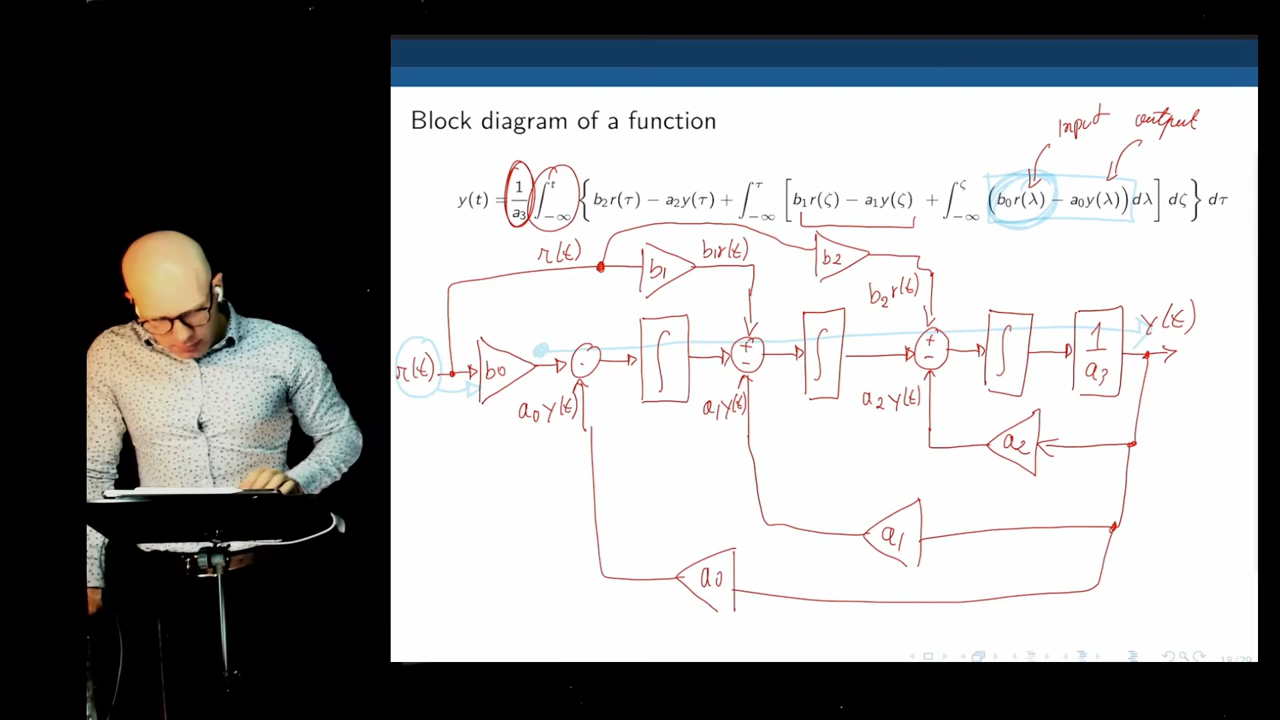 Block diagram of a function
input output
y(t) = 1/a₃ ∫_{-∞}^{t} { b₂r(τ) − a₂y(τ) + ∫_{-∞}^{τ} [ b₁r(ζ) − a₁y(ζ) + ∫_{-∞}^{ζ} (b₀r(λ) − a₀y(λ)) dλ ] dζ } dτ
r(t) b₁ b₁r(t) b₂
b₂r(t)
r(t) b₀ ∫ + − ∫ + − ∫ 1/a₃ y(t)
a₀y(t) a₁y(t) a₂y(t)
a₂
a₁
a₀